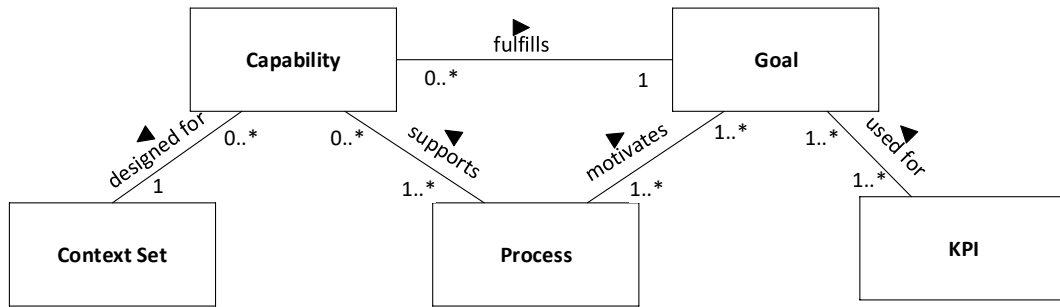 fulfills
Capability
Goal
0..*
1
designed for
0..*
0..*
supports
motivates
1..*
1..*
used for
1
1..*
1..*
1..*
Context Set
Process
KPI